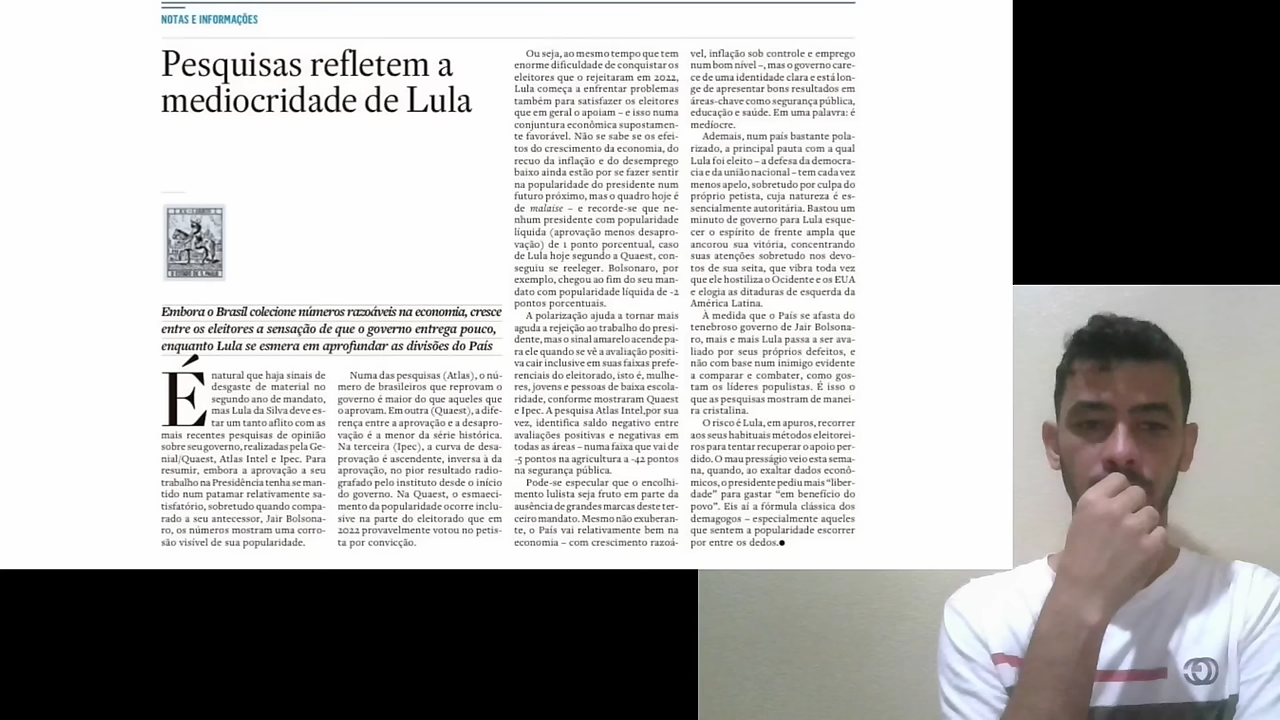 NOTAS E INFORMAÇÕES
Pesquisas refletem a
mediocridade de Lula
Embora o Brasil colecione números razoáveis na economia, cresce
entre os eleitores a sensação de que o governo entrega pouco,
enquanto Lula se esmera em aprofundar as divisões do País
É natural que haja sinais de
desgaste de material no
segundo ano de mandato,
mas Lula da Silva deve es-
tar um tanto aflito com as
mais recentes pesquisas de opinião
sobre seu governo, realizadas pela Ge-
nial/Quaest, Atlas Intel e Ipec. Para
resumir, embora a aprovação a seu
trabalho na Presidência tenha se man-
tido num patamar relativamente sa-
tisfatório, sobretudo quando compa-
rado a seu antecessor, Jair Bolsona-
ro, os números mostram uma corro-
são visível de sua popularidade.
Numa das pesquisas (Atlas), o nú-
mero de brasileiros que reprovam o
governo é maior do que aqueles que
o aprovam. Em outra (Quaest), a dife-
rença entre a aprovação e a desapro-
vação é a menor da série histórica.
Na terceira (Ipec), a curva de desa-
provação é ascendente, inversa à da
aprovação, no pior resultado radio-
grafado pelo instituto desde o início
do governo. Na Quaest, o esmaeci-
mento da popularidade ocorre inclu-
sive na parte do eleitorado que em
2022 provavelmente votou no petis-
ta por convicção.
Ou seja, ao mesmo tempo que tem
enorme dificuldade de conquistar os
eleitores que o rejeitaram em 2022,
Lula começa a enfrentar problemas
também para satisfazer os eleitores
que em geral o apoiam – e isso numa
conjuntura econômica supostamen-
te favorável. Não se sabe se os efei-
tos do crescimento da economia, do
recuo da inflação e do desemprego
baixo ainda estão por se fazer sentir
na popularidade do presidente num
futuro próximo, mas o quadro hoje é
de malaise – e recorde-se que ne-
nhum presidente com popularidade
líquida (aprovação menos desapro-
vação) de 1 ponto porcentual, caso
de Lula hoje segundo a Quaest, con-
seguiu se reeleger. Bolsonaro, por
exemplo, chegou ao fim do seu man-
dato com popularidade líquida de -2
pontos porcentuais.
A polarização ajuda a tornar mais
aguda a rejeição ao trabalho do presi-
dente, mas o sinal amarelo acende pa-
ra ele quando se vê a avaliação positi-
va cair inclusive em suas faixas prefe-
renciais do eleitorado, isto é, mulhe-
res, jovens e pessoas de baixa escola-
ridade, conforme mostraram Quaest
e Ipec. A pesquisa Atlas Intel,por sua
vez, identifica saldo negativo entre
avaliações positivas e negativas em
todas as áreas – numa faixa que vai de
-5 pontos na agricultura a -42 pontos
na segurança pública.
Pode-se especular que o encolhi-
mento lulista seja fruto em parte da
ausência de grandes marcas deste ter-
ceiro mandato. Mesmo não exuberan-
te, o País vai relativamente bem na
economia – com crescimento razoá-
vel, inflação sob controle e emprego
num bom nível –, mas o governo care-
ce de uma identidade clara e está lon-
ge de apresentar bons resultados em
áreas-chave como segurança pública,
educação e saúde. Em uma palavra: é
medíocre.
Ademais, num país bastante pola-
rizado, a principal pauta com a qual
Lula foi eleito – a defesa da democra-
cia e da união nacional – tem cada vez
menos apelo, sobretudo por culpa do
próprio petista, cuja natureza é es-
sencialmente autoritária. Bastou um
minuto de governo para Lula esque-
cer o espírito de frente ampla que
ancorou sua vitória, concentrando
suas atenções sobretudo nos devo-
tos de sua seita, que vibra toda vez
que ele hostiliza o Ocidente e os EUA
e elogia as ditaduras de esquerda da
América Latina.
À medida que o País se afasta do
tenebroso governo de Jair Bolsona-
ro, mais e mais Lula passa a ser ava-
liado por seus próprios defeitos, e
não com base num inimigo evidente
a comparar e combater, como gos-
tam os líderes populistas. É isso o
que as pesquisas mostram de manei-
ra cristalina.
O risco é Lula, em apuros, recorrer
aos seus habituais métodos eleitorei-
ros para tentar recuperar o apoio per-
dido. O mau presságio veio esta sema-
na, quando, ao exaltar dados econô-
micos, o presidente pediu mais “liber-
dade” para gastar “em benefício do
povo”. Eis aí a fórmula clássica dos
demagogos – especialmente aqueles
que sentem a popularidade escorrer
por entre os dedos.●